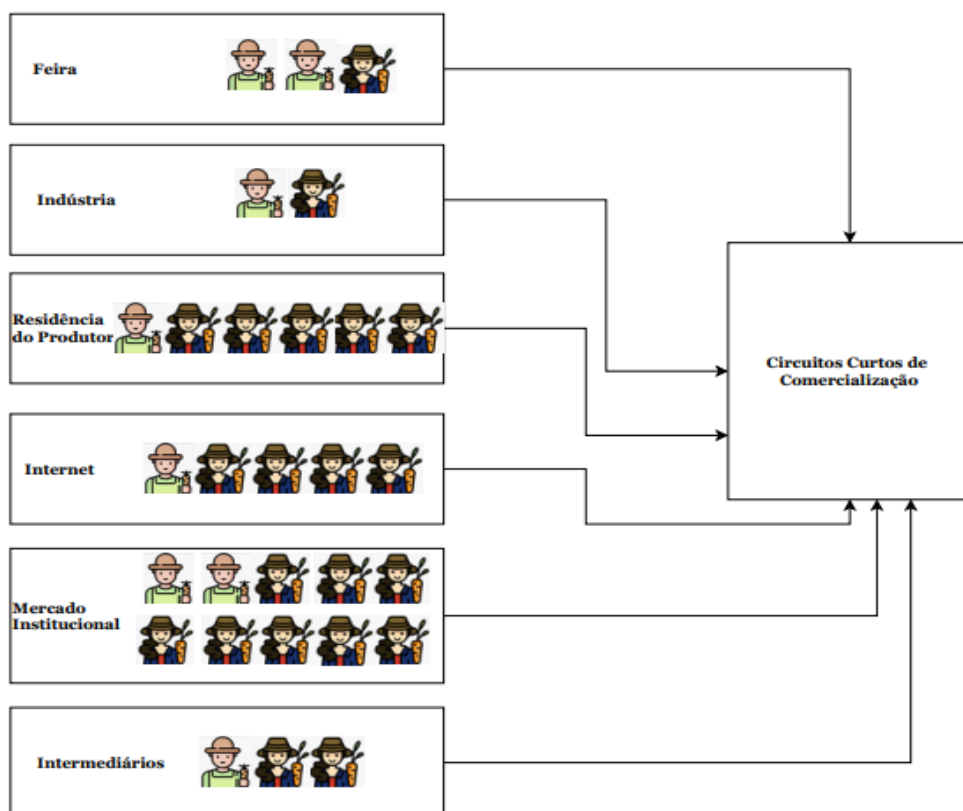 Feira
Indústria
Residência
do Produtor
Internet
Mercado
Institucional
Intermediários
Circuitos Curtos de
Comercialização